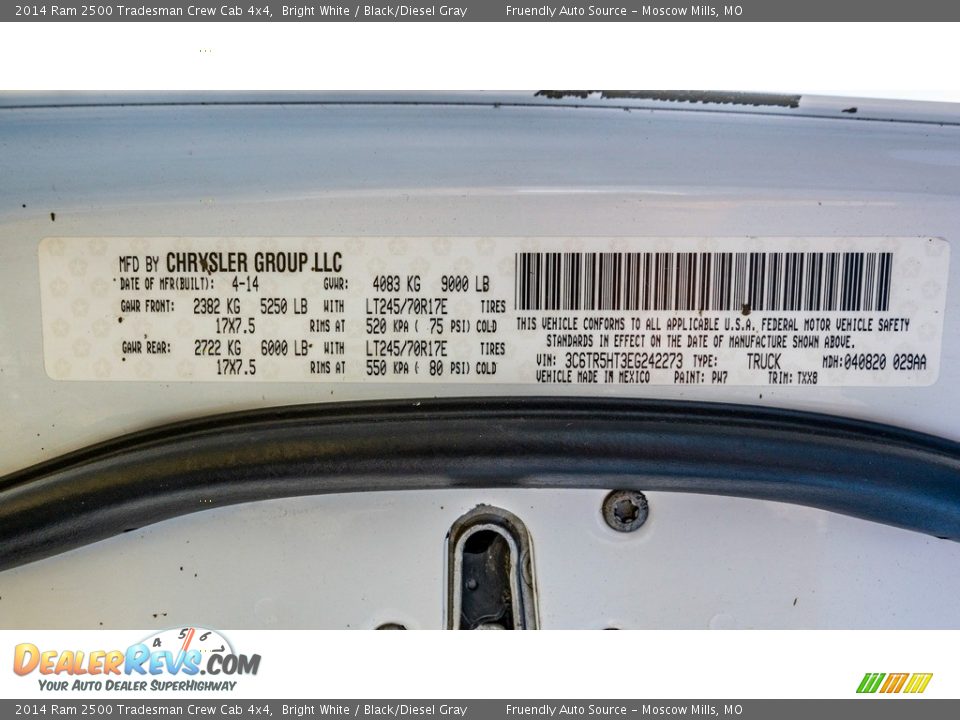 2014 Ram 2500 Tradesman Crew Cab 4x4, Bright White / Black/Diesel Gray Fruendly Auto Source - Moscow Mills, MO
MFD BY CHRYSLER GROUP LLC
DATE OF MFR(BUILT): 4-14 GVWR: 4083 KG 9000 LB
GAWR FRONT: 2382 KG 5250 LB WITH LT245/70R17E TIRES
17X7.5 RIMS AT 520 KPA ( 75 PSI) COLD
GAWR REAR: 2722 KG 6000 LB WITH LT245/70R17E TIRES
17X7.5 RIMS AT 550 KPA ( 80 PSI) COLD
THIS VEHICLE CONFORMS TO ALL APPLICABLE U.S.A. FEDERAL MOTOR VEHICLE SAFETY
STANDARDS IN EFFECT ON THE DATE OF MANUFACTURE SHOWN ABOVE.
VIN: 3C6TR5HT3EG242273 TYPE: TRUCK MDH: 040820 029AA
VEHICLE MADE IN MEXICO PAINT: PW7 TRIM: TXX8
4 5 6 7
DEALERREVS.COM
YOUR AUTO DEALER SUPERHIGHWAY
2014 Ram 2500 Tradesman Crew Cab 4x4, Bright White / Black/Diesel Gray Fruendly Auto Source - Moscow Mills, MO